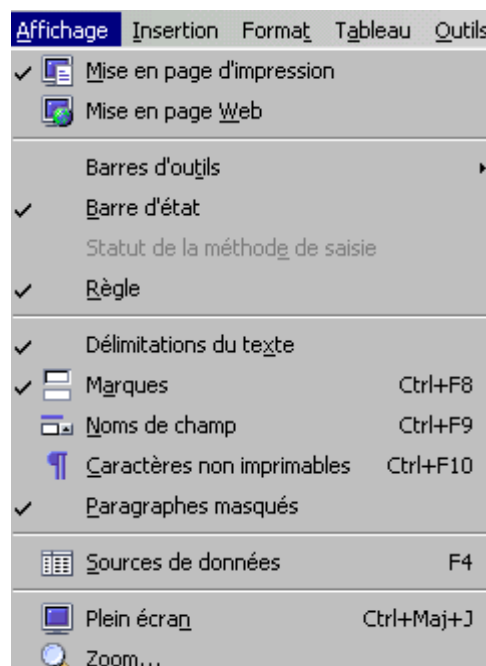 Affichage Insertion Format Tableau Outils
Mise en page d'impression
Mise en page Web
Barres d'outils
Barre d'état
Statut de la méthode de saisie
Règle
Délimitations du texte
Marques Ctrl+F8
Noms de champ Ctrl+F9
Caractères non imprimables Ctrl+F10
Paragraphes masqués
Sources de données F4
Plein écran Ctrl+Maj+J
Zoom...